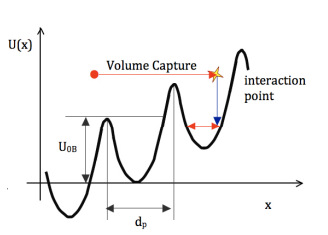 U(x)
Volume Capture
interaction
point
U₀B
x
dₚ